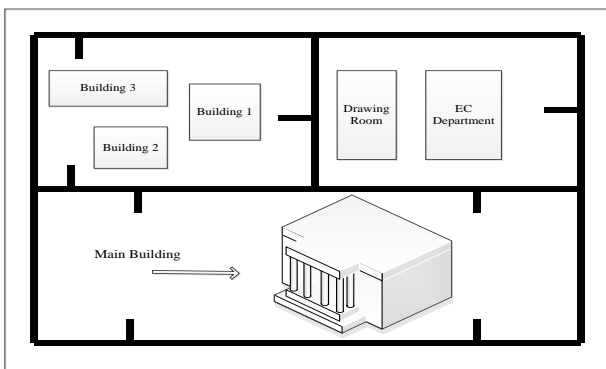 Building 3
Building 1
Building 2
Drawing
Room
EC
Department
Main Building